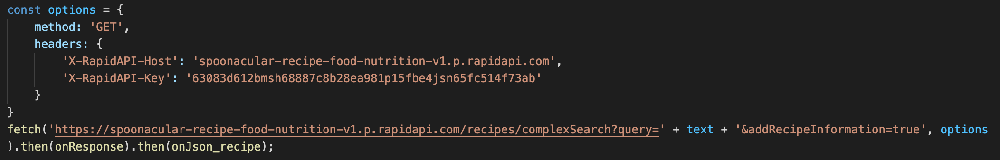 const options = {
    method: 'GET',
    headers: {
        'X-RapidAPI-Host': 'spoonacular-recipe-food-nutrition-v1.p.rapidapi.com',
        'X-RapidAPI-Key': '63083d612bmsh68887c8b28ea981p15fbe4jsn65fc514f73ab'
    }
}
fetch('https://spoonacular-recipe-food-nutrition-v1.p.rapidapi.com/recipes/complexSearch?query=' + text + '&addRecipeInformation=true', options
).then(onResponse).then(onJson_recipe);